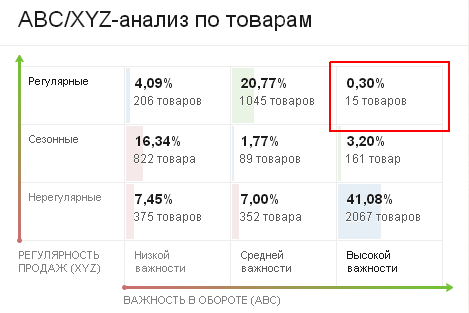 ABC/XYZ-анализ по товарам
Регулярные
4,09%
206 товаров
20,77%
1045 товаров
0,30%
15 товаров
Сезонные
16,34%
822 товара
1,77%
89 товаров
3,20%
161 товар
Нерегулярные
7,45%
375 товаров
7,00%
352 товара
41,08%
2067 товаров
РЕГУЛЯРНОСТЬ
ПРОДАЖ (XYZ)
Низкой
важности
Средней
важности
Высокой
важности
ВАЖНОСТЬ В ОБОРОТЕ (ABC)